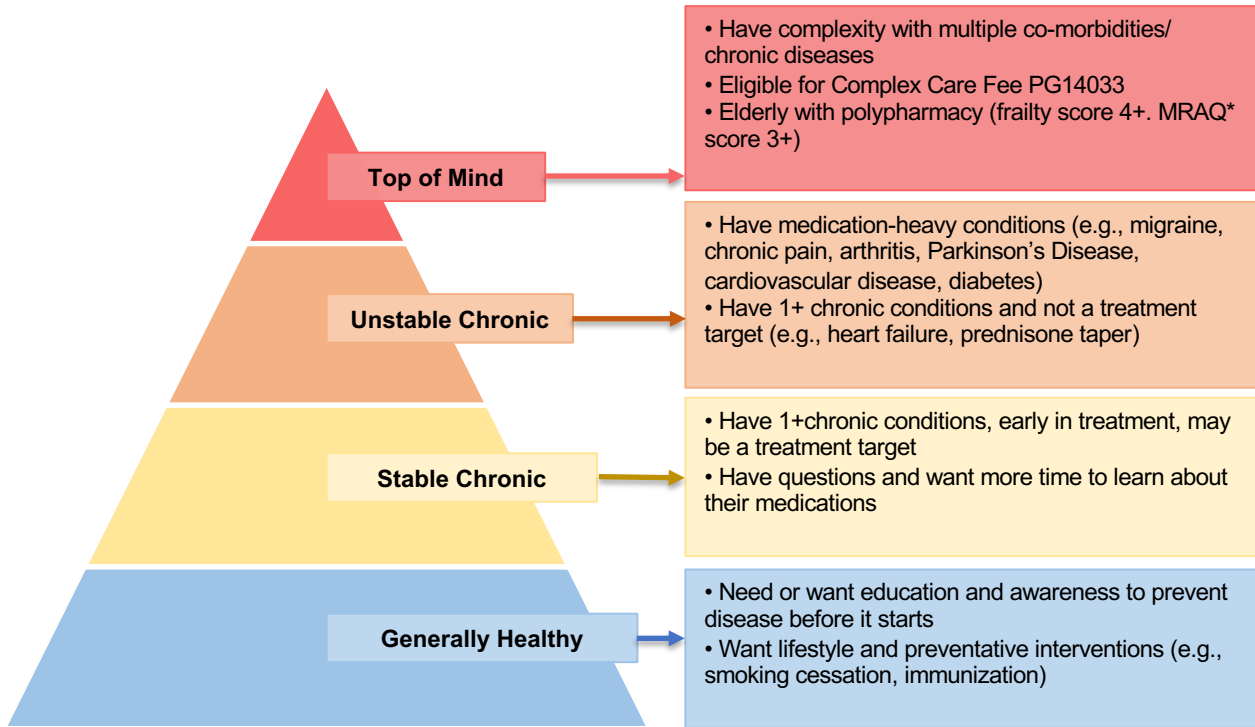 • Have complexity with multiple co-morbidities/
chronic diseases
• Eligible for Complex Care Fee PG14033
• Elderly with polypharmacy (frailty score 4+. MRAQ*
score 3+)
Top of Mind
• Have medication-heavy conditions (e.g., migraine,
chronic pain, arthritis, Parkinson's Disease,
cardiovascular disease, diabetes)
• Have 1+ chronic conditions and not a treatment
target (e.g., heart failure, prednisone taper)
Unstable Chronic
• Have 1+chronic conditions, early in treatment, may
be a treatment target
• Have questions and want more time to learn about
their medications
Stable Chronic
• Need or want education and awareness to prevent
disease before it starts
• Want lifestyle and preventative interventions (e.g.,
smoking cessation, immunization)
Generally Healthy